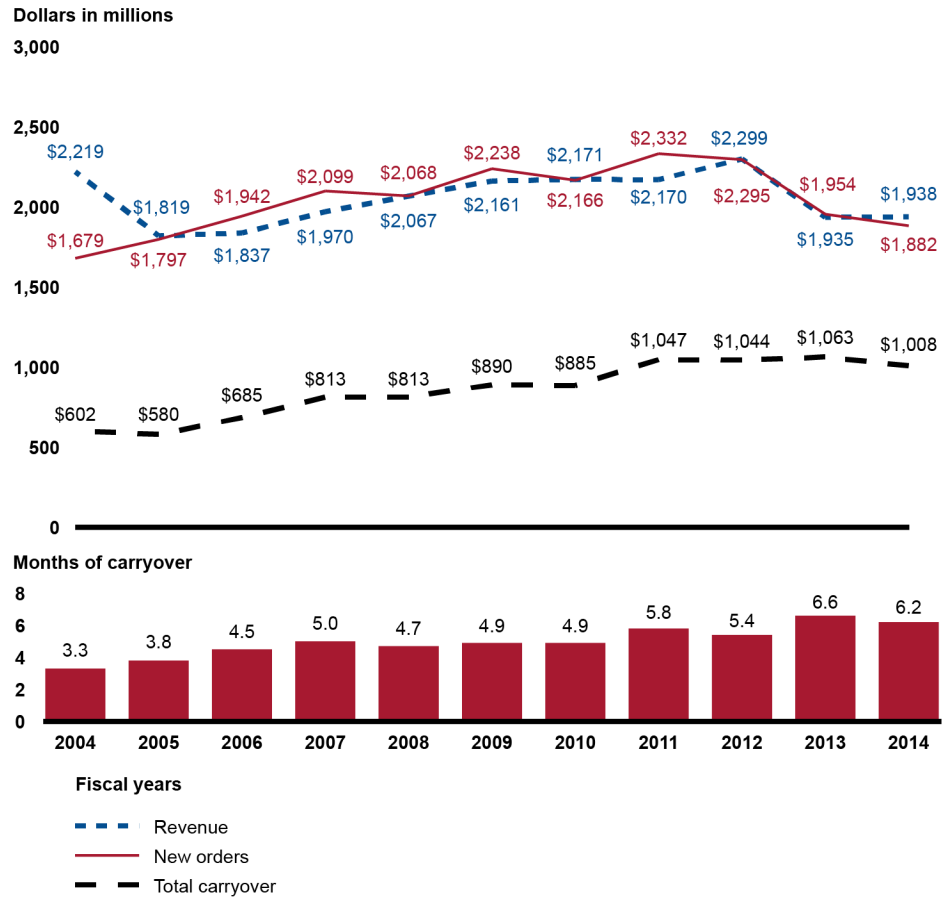 Dollars in millions
3,000
2,500
$2,219 $1,819 $1,942 $2,099 $2,068 $2,238 $2,171 $2,332 $2,299 $1,954 $1,938
2,000
$1,679 $1,797 $1,837 $1,970 $2,067 $2,161 $2,166 $2,170 $2,295 $1,935 $1,882
1,500
1,000
$602 $580 $685 $813 $813 $890 $885 $1,047 $1,044 $1,063 $1,008
500
0
Months of carryover
8
6
4
2
0
3.3 3.8 4.5 5.0 4.7 4.9 4.9 5.8 5.4 6.6 6.2
2004 2005 2006 2007 2008 2009 2010 2011 2012 2013 2014
Fiscal years
Revenue
New orders
Total carryover